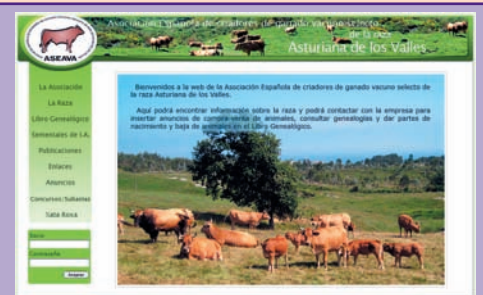 Asociación Española de criadores de ganado vacuno selecto
de la raza
Asturiana de los Valles
ASEAVA
La Asociación
La Raza
Libro Genealógico
Sementales de I.A.
Publicaciones
Enlaces
Anuncios
Concursos/Subastas
Xata Roxa
Contraseña
Bienvenidos a la web de la Asociación Española de criadores de ganado vacuno selecto de
la raza Asturiana de los Valles.
Aquí podrá encontrar información sobre la raza y podrá contactar con la empresa para
insertar anuncios de compra-venta de animales, consultar genealogías y dar partes de
nacimiento y baja de animales en el Libro Genealógico.